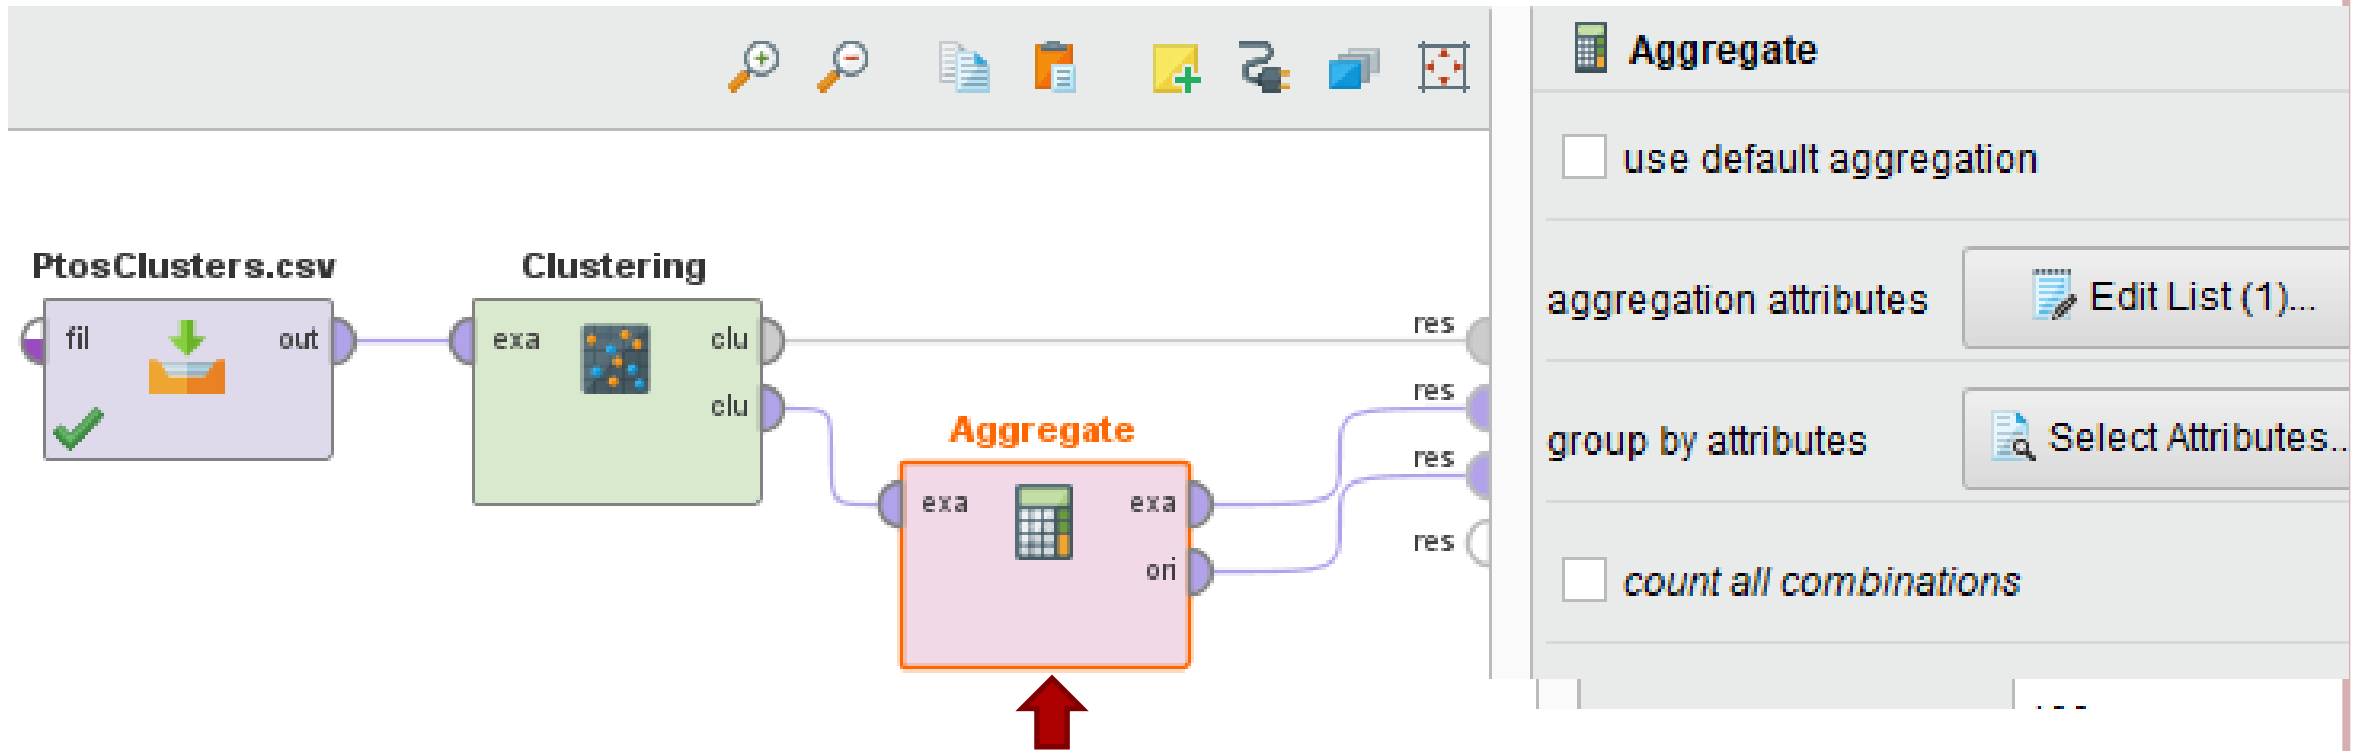 PtosClusters.csv
fil
out
Clustering
exa
clu
clu
Aggregate
exa
exa
ori
res
res
res
res
Aggregate
use default aggregation
aggregation attributes
Edit List (1)...
group by attributes
Select Attributes..
count all combinations